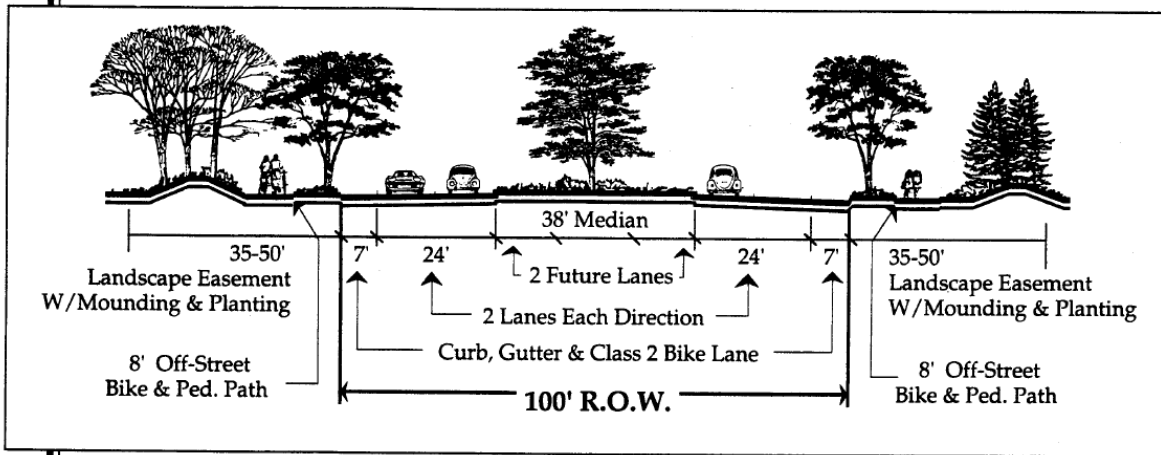 38' Median
35-50'
7'
24'
2 Future Lanes
24'
7'
35-50'
Landscape Easement
W/Mounding & Planting
Landscape Easement
W/Mounding & Planting
2 Lanes Each Direction
Curb, Gutter & Class 2 Bike Lane
8' Off-Street
Bike & Ped. Path
8' Off-Street
Bike & Ped. Path
100' R.O.W.